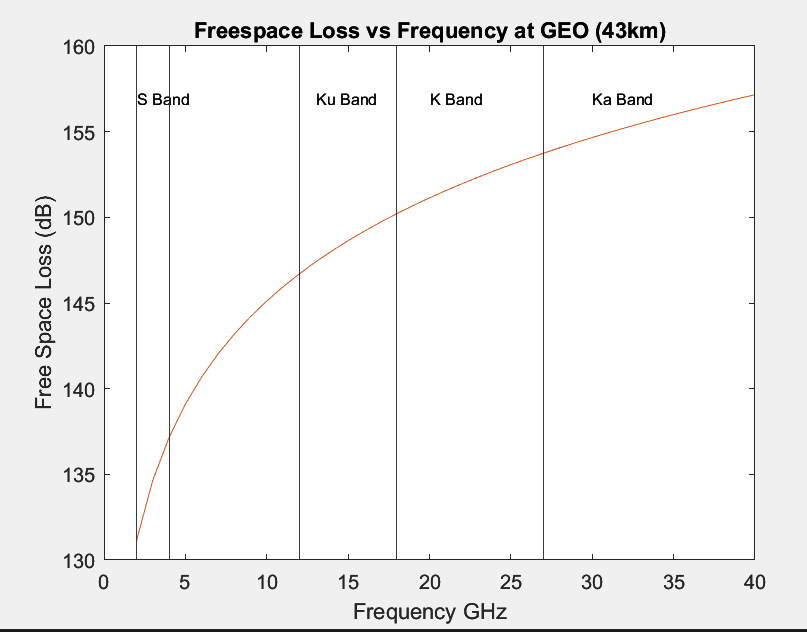 Freespace Loss vs Frequency at GEO (43km)
160
S Band Ku Band K Band Ka Band
155
150
145
140
135
130
Free Space Loss (dB)
0 5 10 15 20 25 30 35 40
Frequency GHz